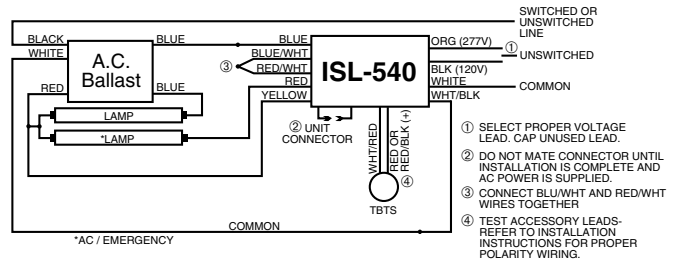 SWITCHED OR
UNSWITCHED
LINE
BLACK
BLUE
BLUE
ORG (277V)
①
UNSWITCHED
WHITE
A.C.
Ballast
BLUE/WHT
③
RED/WHT
ISL-540
BLK (120V)
RED
BLUE
RED
WHITE
COMMON
YELLOW
WHT/BLK
LAMP
*LAMP
② UNIT
CONNECTOR
WHT/RED
RED OR
RED/BLK (+)
④
TBTS
① SELECT PROPER VOLTAGE
LEAD. CAP UNUSED LEAD.
② DO NOT MATE CONNECTOR UNTIL
INSTALLATION IS COMPLETE AND
AC POWER IS SUPPLIED.
③ CONNECT BLU/WHT AND RED/WHT
WIRES TOGETHER
④ TEST ACCESSORY LEADS-
REFER TO INSTALLATION
INSTRUCTIONS FOR PROPER
POLARITY WIRING.
COMMON
*AC / EMERGENCY